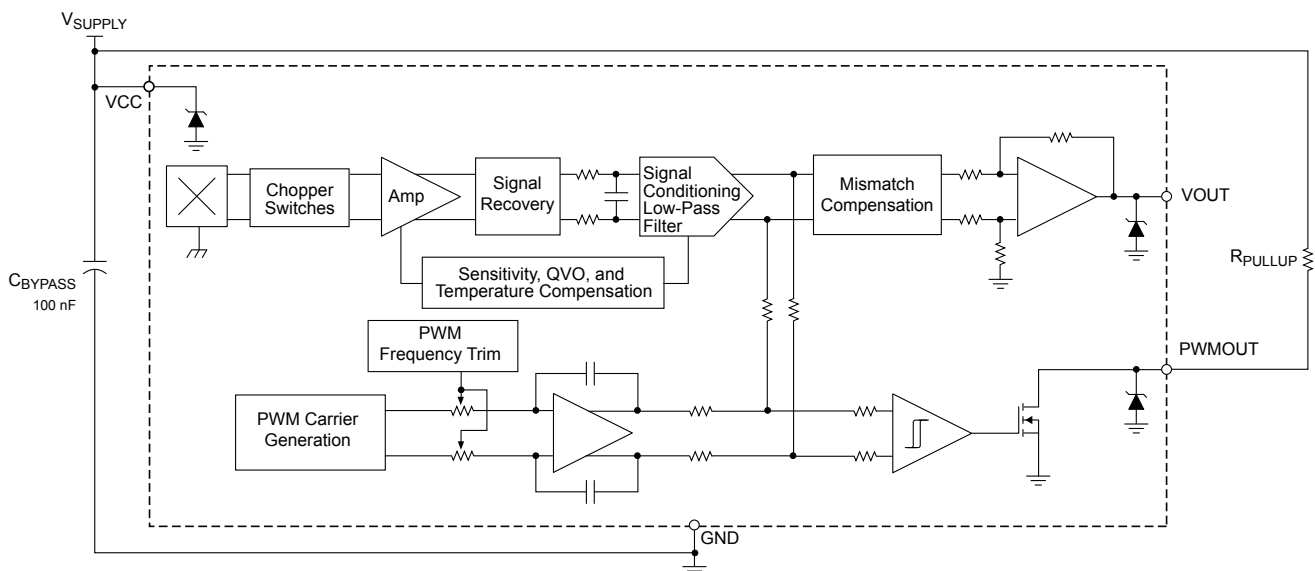 VSUPPLY
VCC
Chopper
Switches
Amp
Signal
Recovery
Signal
Conditioning
Low-Pass
Filter
Mismatch
Compensation
VOUT
Sensitivity, QVO, and
Temperature Compensation
CBYPASS
100 nF
RPULLUP
PWM
Frequency Trim
PWMOUT
PWM Carrier
Generation
GND